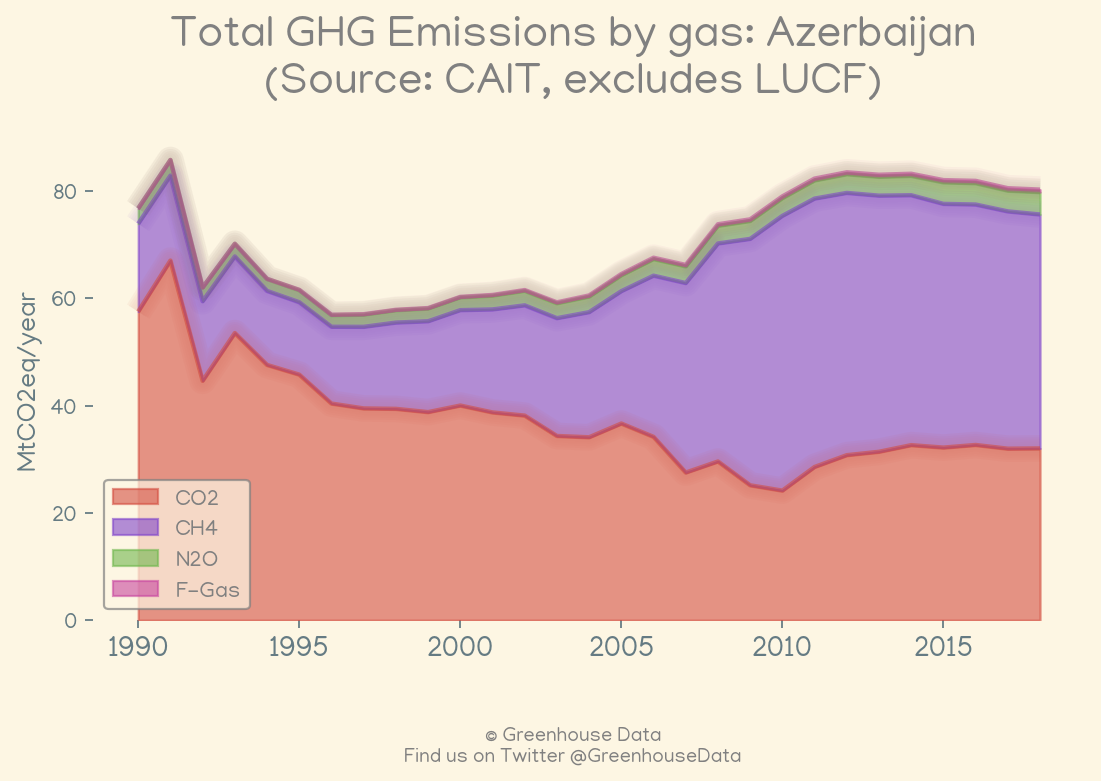 Total GHG Emissions by gas: Azerbaijan
(Source: CAIT, excludes LUCF)
80
60
MtCO2eq/year
40
20
0
CO2
CH4
N2O
F-Gas
1990 1995 2000 2005 2010 2015
© Greenhouse Data
Find us on Twitter @GreenhouseData